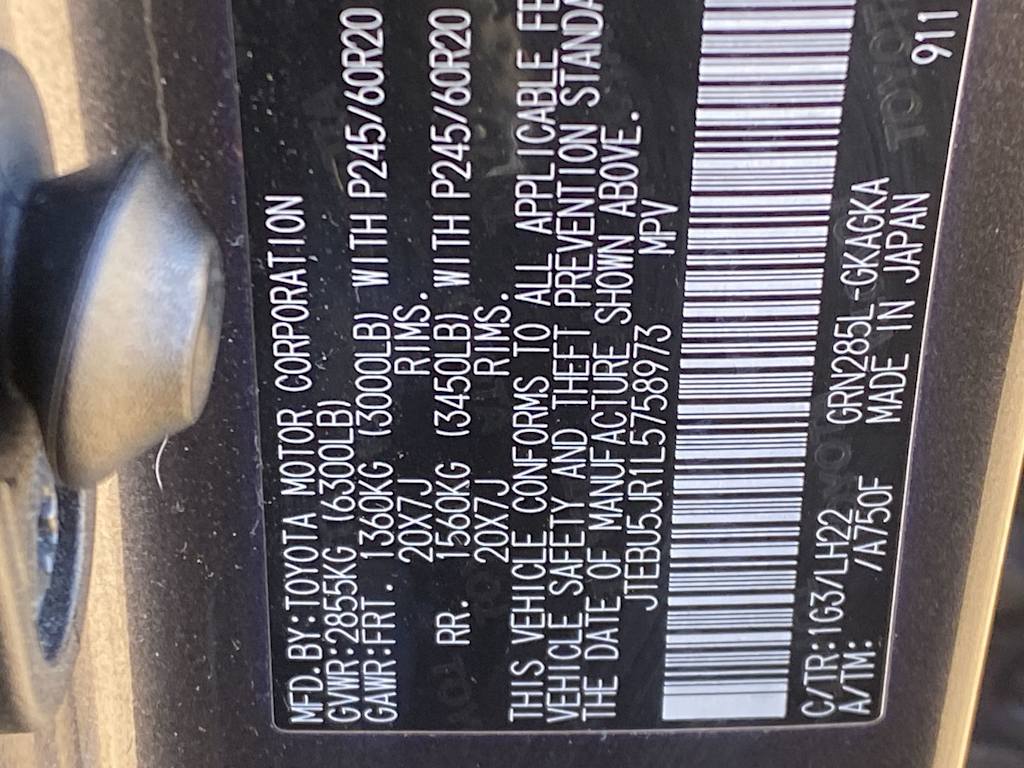 MFD.BY:TOYOTA MOTOR CORPORATION
GVWR:2855KG (6300LB)
GAWR:FRT. 1360KG (3000LB) WITH P245/60R20
20X7J RIMS.
RR. 1560KG (3450LB) WITH P245/60R20
20X7J RIMS.
THIS VEHICLE CONFORMS TO ALL APPLICABLE FE
VEHICLE SAFETY AND THEFT PREVENTION STANDA
THE DATE OF MANUFACTURE SHOWN ABOVE.
JTEBU5JR1L5758973 MPV
C/TR:1G3/LH22 GRN285L-GKAGKA
A/TM: /A750F MADE IN JAPAN
911